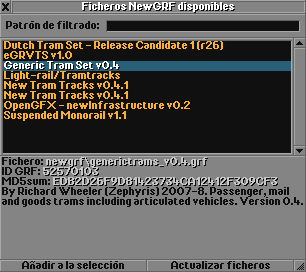 Ficheros NewGRF disponibles
Patrón de filtrado:
Dutch Tram Set - Release Candidate 1 (r26)
eGRVTS v1.0
Generic Tram Set v0.4
Light-rail/Tramtracks
New Tram Tracks v0.4.1
New Tram Tracks v0.4.1
OpenGFX - newInfrastructure v0.2
Suspended Monorail v1.1
Fichero: newgrf\generictrams_v0.4.grf
ID GRF: 52570103
MD5sum: ED82D26F9D81423734CA12412F309CF3
By Richard Wheeler (Zephyris) 2007-8. Passenger, mail
and goods trams including articulated vehicles. Version 0.4.
Añadir a la selección
Actualizar ficheros